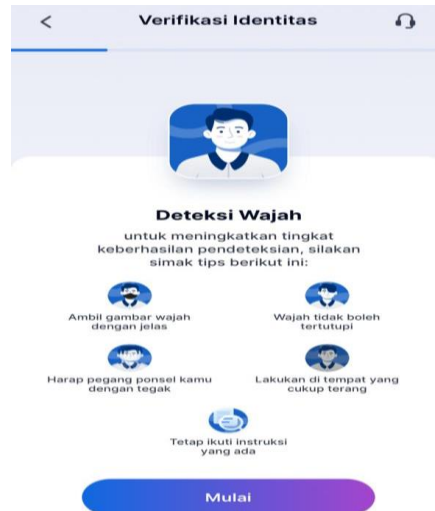 Verifikasi Identitas
Deteksi Wajah
untuk meningkatkan tingkat
keberhasilan pendeteksian, silakan
simak tips berikut ini:
Ambil gambar wajah
dengan jelas
Wajah tidak boleh
tertutupi
Harap pegang ponsel kamu
dengan tegak
Lakukan di tempat yang
cukup terang
Tetap ikuti instruksi
yang ada
Mulai